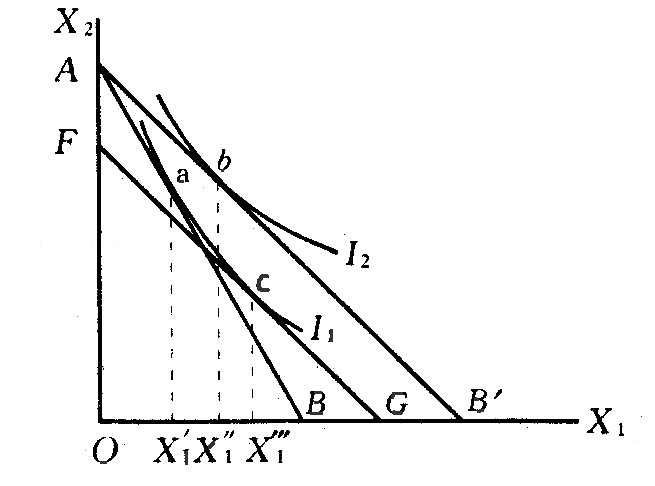 X₂
A
F
b
a
c
I₂
I₁
B G B′
X₁
O X₁′ X₁″ X₁‴